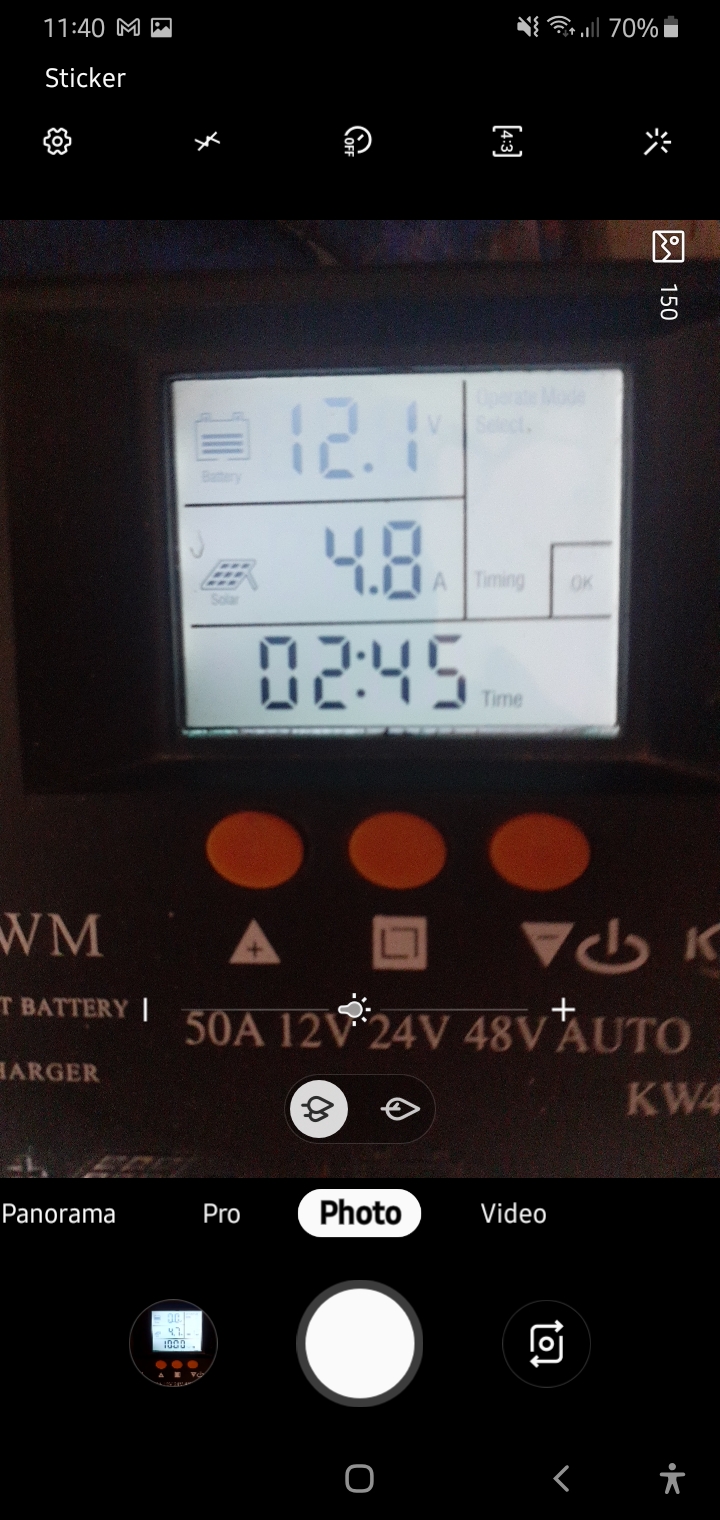 11:40 70%
Sticker
OFF
4:3
150
12.1 V
Battery
Operate Mode
Select.
4.8 A
Solar
Timing
OK
02:45 Time
WM
T BATTERY
HARGER
50A 12V 24V 48V AUTO
KW4
Panorama Pro Photo Video